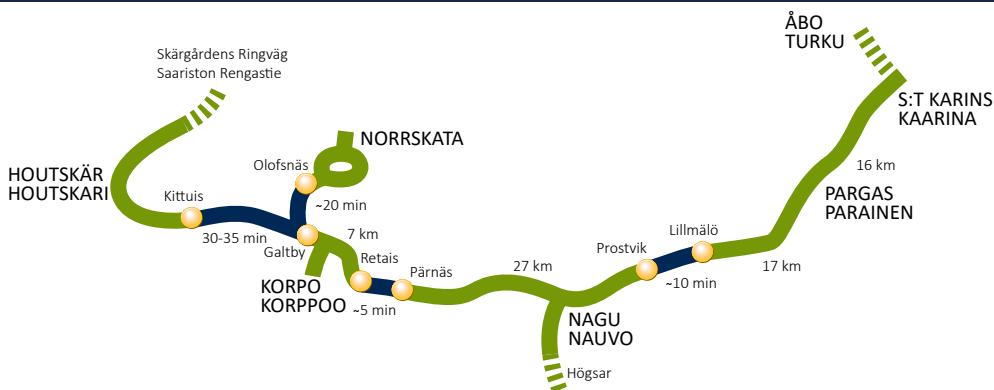 ÅBO
TURKU
Skärgårdens Ringväg
Saariston Rengastie
S:T KARINS
KAARINA
NORRSKATA
HOUTSKÄR
HOUTSKARI
Olofsnäs
16 km
Kittuis
~20 min
PARGAS
PARAINEN
30-35 min
Galtby
7 km
Retais
Pärnäs
27 km
Prostvik
Lillmälö
17 km
~10 min
KORPO
KORPPOO
~5 min
NAGU
NAUVO
Högsar